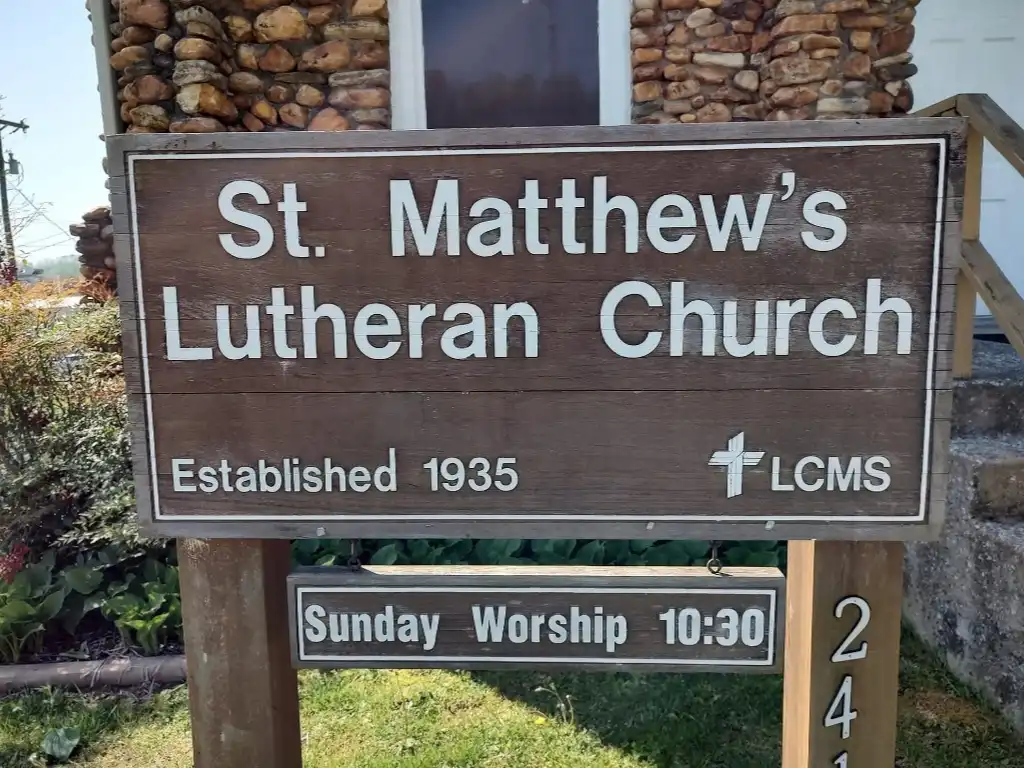 St. Matthew's
Lutheran Church
Established 1935
LCMS
Sunday Worship 10:30
2
4